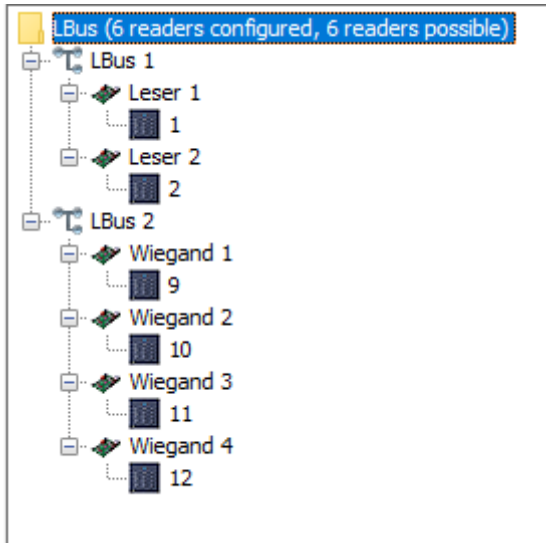 LBus (6 readers configured, 6 readers possible)
LBus 1
Leser 1
1
Leser 2
2
LBus 2
Wiegand 1
9
Wiegand 2
10
Wiegand 3
11
Wiegand 4
12